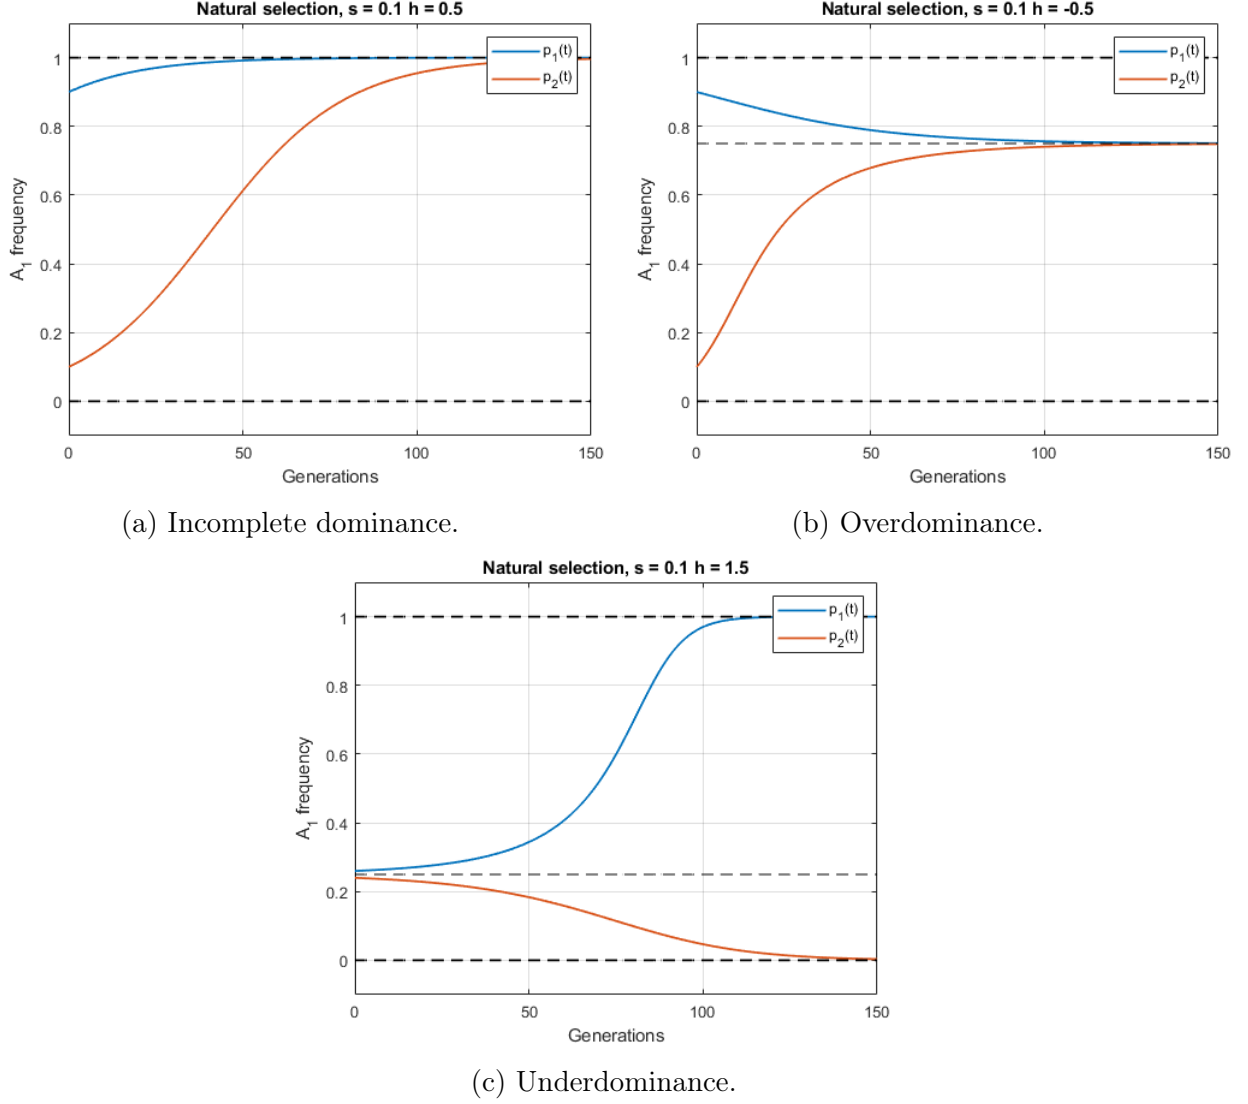 Natural selection, s = 0.1 h = 0.5
p1(t)
p2(t)
A1 frequency
1
0.8
0.6
0.4
0.2
0
0
50
100
150
Generations
(a) Incomplete dominance.
Natural selection, s = 0.1 h = -0.5
p1(t)
p2(t)
A1 frequency
1
0.8
0.6
0.4
0.2
0
0
50
100
150
Generations
(b) Overdominance.
Natural selection, s = 0.1 h = 1.5
p1(t)
p2(t)
A1 frequency
1
0.8
0.6
0.4
0.2
0
0
50
100
150
Generations
(c) Underdominance.